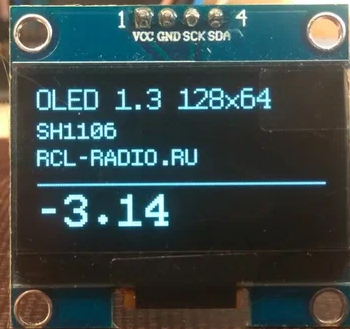 1 4
VCC GND SCK SDA
OLED 1.3 128x64
SH1106
RCL-RADIO.RU
-3.14